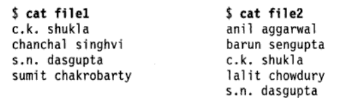 $ cat file1
c.k. shukla
chanchal singhvi
s.n. dasgupta
sumit chakrobarty
$ cat file2
anil aggarwal
barun sengupta
c.k. shukla
lalit chowdury
s.n. dasgupta